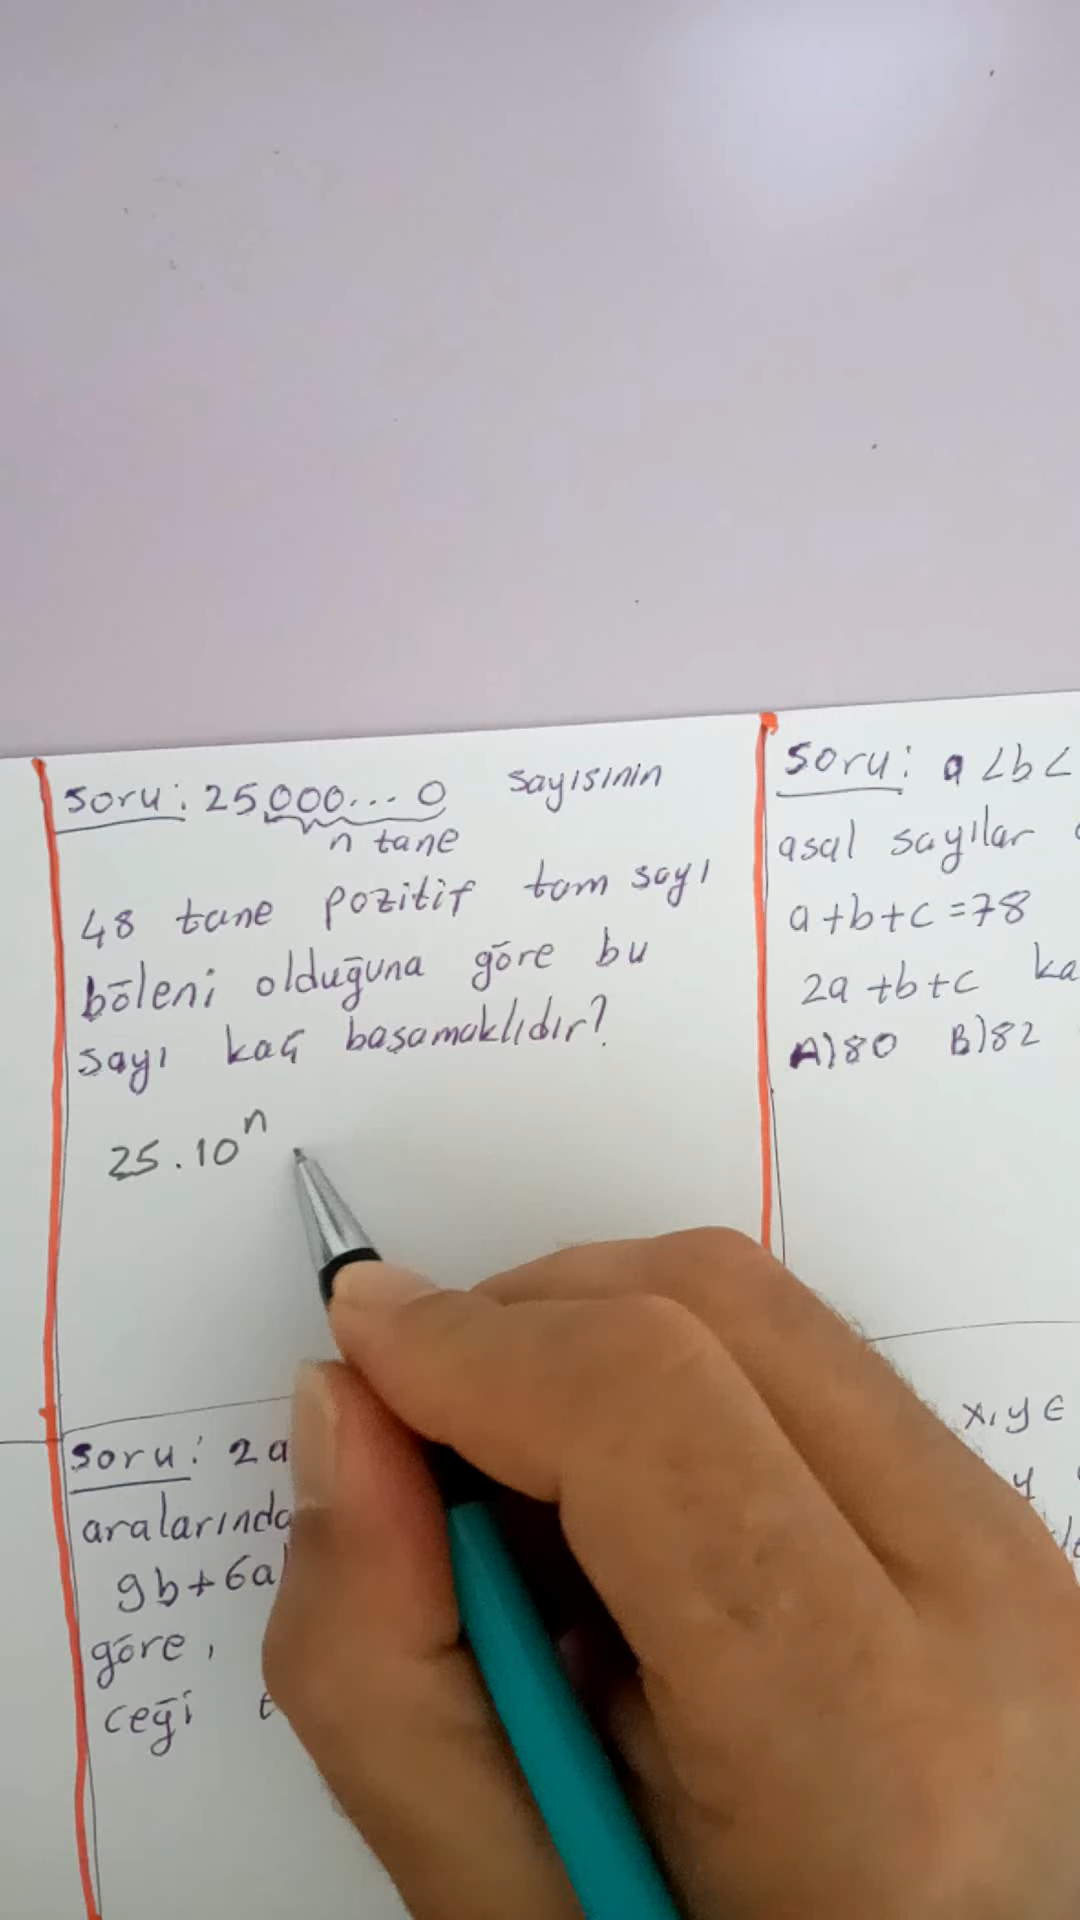 Soru: 25000...0 sayısının
n tane
48 tane pozitif tam sayı
böleni olduğuna göre bu
sayı kaç basamaklıdır?
25.10ⁿ
Soru: a<b<
asal sayılar
a+b+c=78
2a+b+c ka
A)80 B)82
Soru: 2a
aralarında
9b+6a
göre,
ceği
x,y∈
y